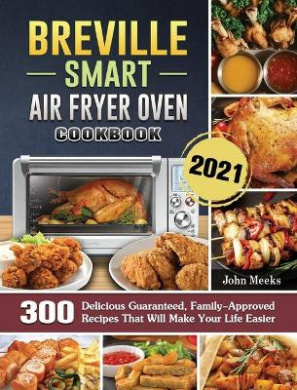 BREVILLE
SMART
AIR FRYER OVEN
COOKBOOK
2021
John Meeks
300 Delicious Guaranteed, Family-Approved
Recipes That Will Make Your Life Easier